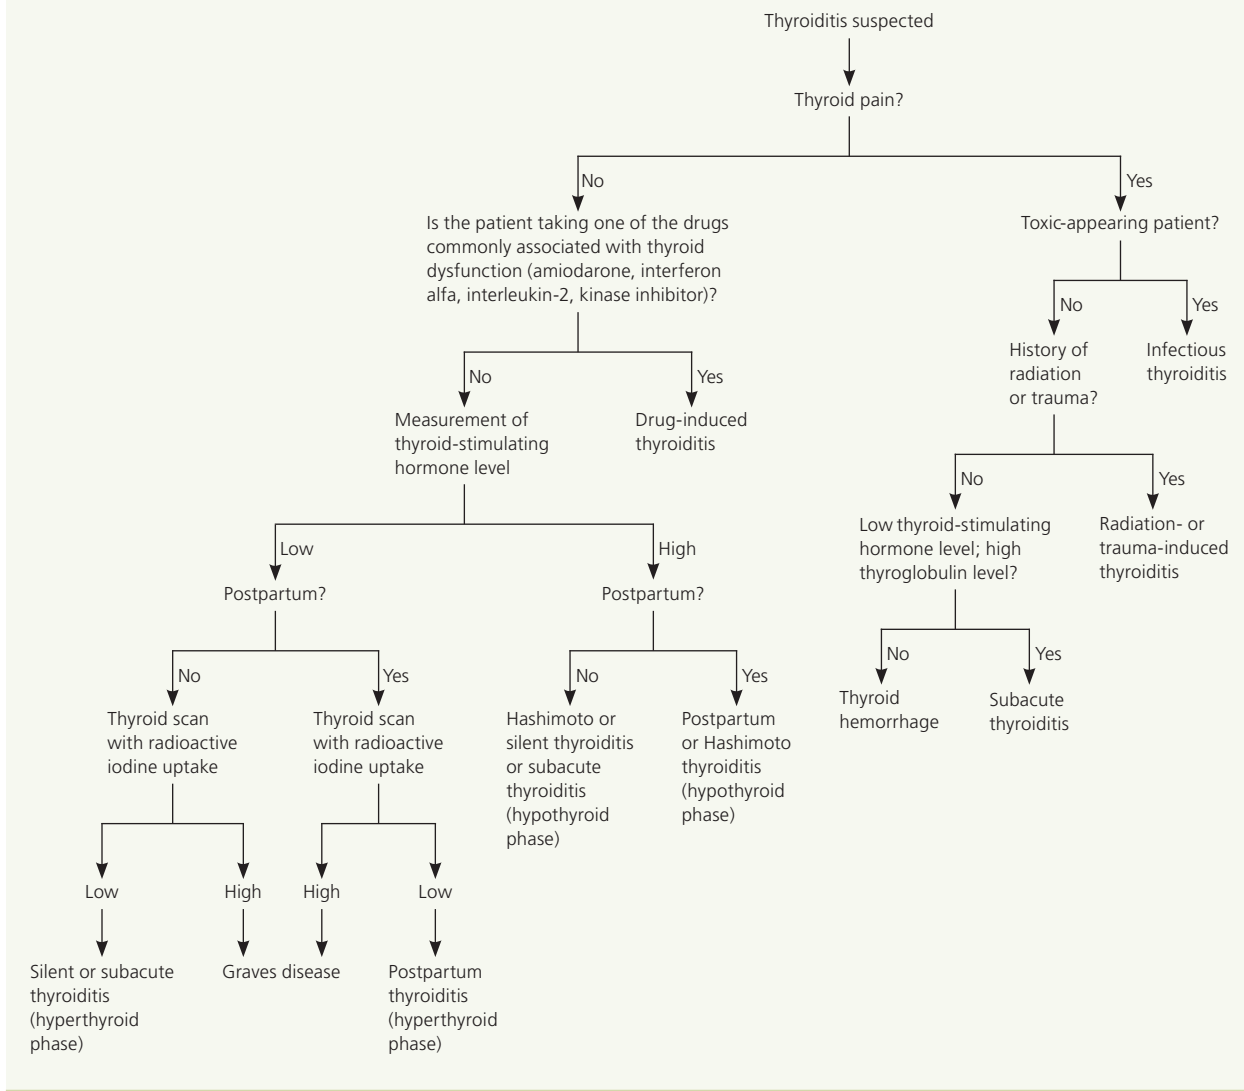 Thyroiditis suspected
Thyroid pain?
No
Yes
Is the patient taking one of the drugs
commonly associated with thyroid
dysfunction (amiodarone, interferon
alfa, interleukin-2, kinase inhibitor)?
Toxic-appearing patient?
No
Yes
History of
radiation
or trauma?
Infectious
thyroiditis
No
Yes
Measurement of
thyroid-stimulating
hormone level
Drug-induced
thyroiditis
No
Yes
Low thyroid-stimulating
hormone level; high
thyroglobulin level?
Radiation- or
trauma-induced
thyroiditis
Low
High
Postpartum?
Postpartum?
No
Yes
Thyroid
hemorrhage
Subacute
thyroiditis
No
Yes
No
Yes
Thyroid scan
with radioactive
iodine uptake
Thyroid scan
with radioactive
iodine uptake
Hashimoto or
silent thyroiditis
or subacute
thyroiditis
(hypothyroid
phase)
Postpartum
or Hashimoto
thyroiditis
(hypothyroid
phase)
Low
High
High
Low
Silent or subacute
thyroiditis
(hyperthyroid
phase)
Graves disease
Postpartum
thyroiditis
(hyperthyroid
phase)